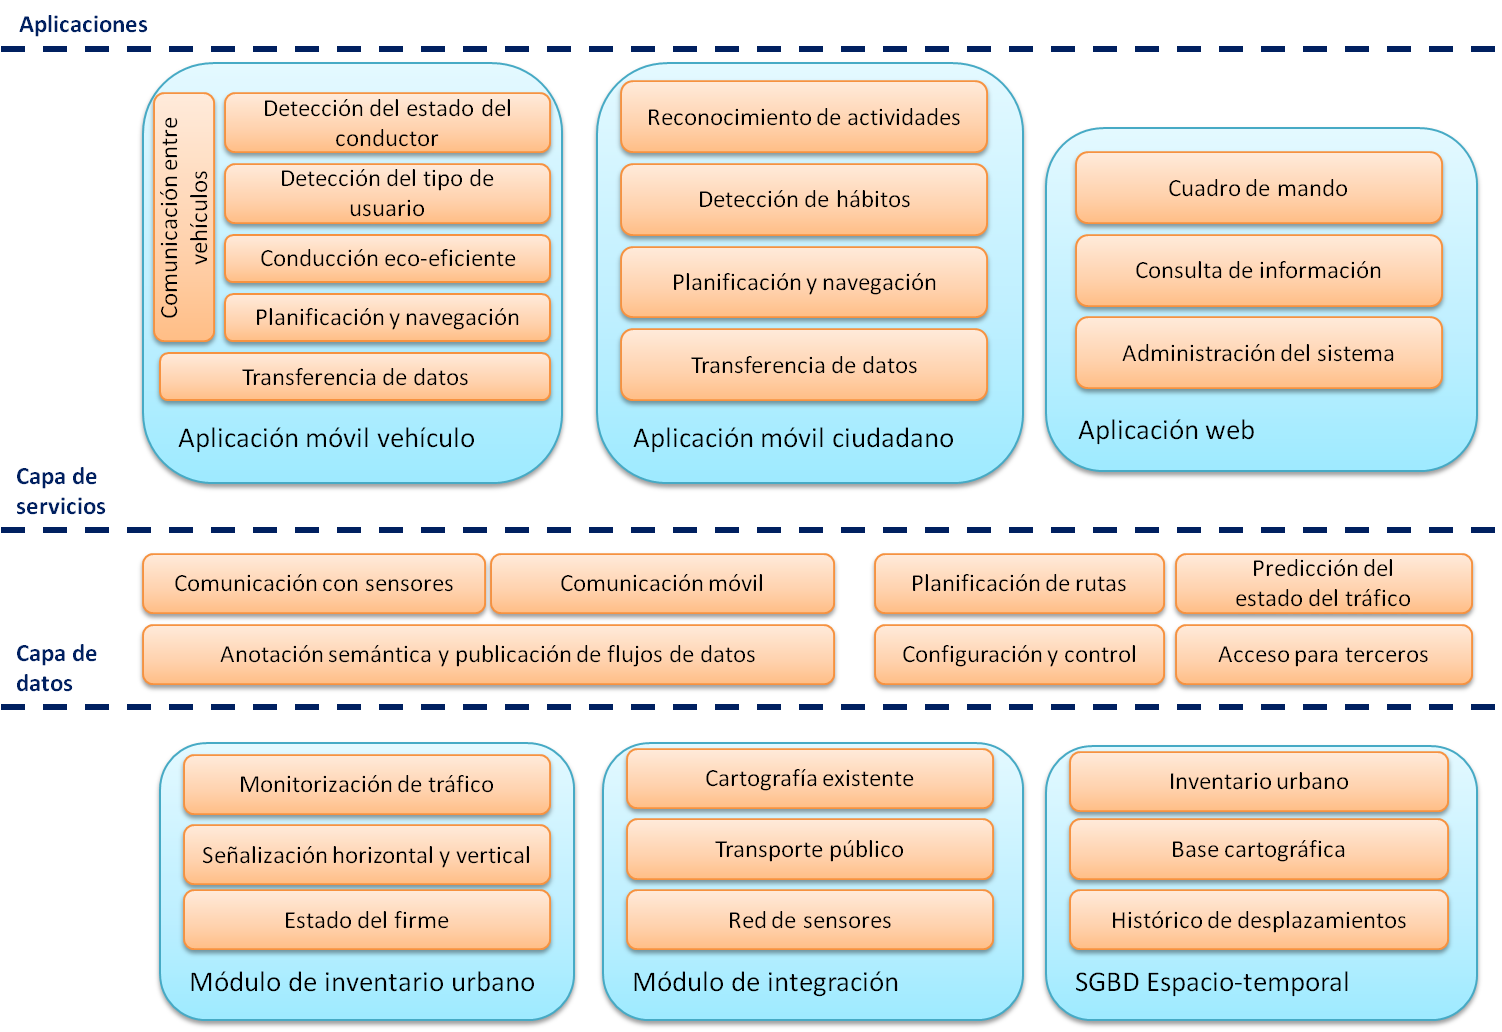 Aplicaciones
Comunicación entre
vehículos
Detección del estado del
conductor
Detección del tipo de
usuario
Conducción eco-eficiente
Planificación y navegación
Transferencia de datos
Aplicación móvil vehículo
Reconocimiento de actividades
Detección de hábitos
Planificación y navegación
Transferencia de datos
Aplicación móvil ciudadano
Cuadro de mando
Consulta de información
Administración del sistema
Aplicación web
Capa de
servicios
Comunicación con sensores
Comunicación móvil
Anotación semántica y publicación de flujos de datos
Planificación de rutas
Predicción del
estado del tráfico
Configuración y control
Acceso para terceros
Capa de
datos
Monitorización de tráfico
Señalización horizontal y vertical
Estado del firme
Módulo de inventario urbano
Cartografía existente
Transporte público
Red de sensores
Módulo de integración
Inventario urbano
Base cartográfica
Histórico de desplazamientos
SGBD Espacio-temporal